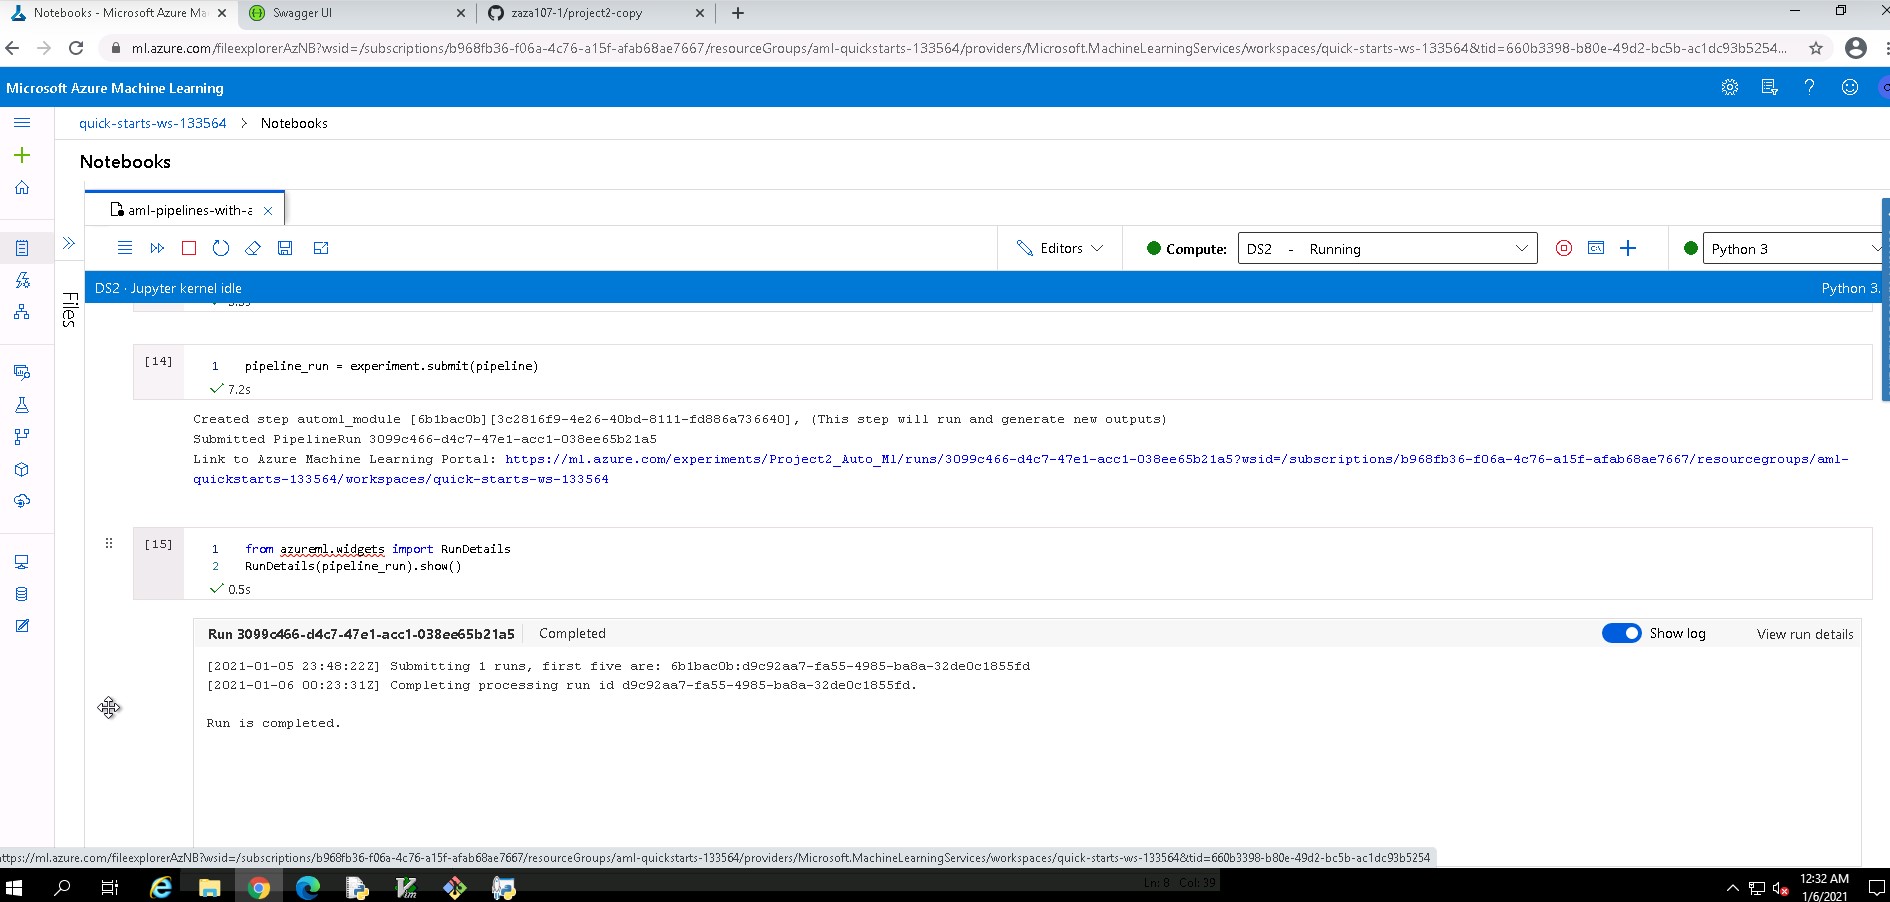 Notebooks - Microsoft Azure Ma
Swagger UI
zaza107-1/project2-copy
ml.azure.com/fileexplorerAzNB?wsid=/subscriptions/b968fb36-f06a-4c76-a15f-afab68ae7667/resourceGroups/aml-quickstarts-133564/providers/Microsoft.MachineLearningServices/workspaces/quick-starts-ws-133564&tid=660b3398-b80e-49d2-bc5b-ac1dc93b5254...
Microsoft Azure Machine Learning
quick-starts-ws-133564 > Notebooks
Notebooks
aml-pipelines-with-a
Editors
Compute: DS2 - Running
Python 3
DS2 · Jupyter kernel idle
Python 3.
Files
[14]
1 pipeline_run = experiment.submit(pipeline)
7.2s
Created step automl_module [6b1bac0b][3c2816f9-4e26-40bd-8111-fd886a736640], (This step will run and generate new outputs)
Submitted PipelineRun 3099c466-d4c7-47e1-acc1-038ee65b21a5
Link to Azure Machine Learning Portal: https://ml.azure.com/experiments/Project2_Auto_Ml/runs/3099c466-d4c7-47e1-acc1-038ee65b21a5?wsid=/subscriptions/b968fb36-f06a-4c76-a15f-afab68ae7667/resourcegroups/aml-
quickstarts-133564/workspaces/quick-starts-ws-133564
[15]
1 from azureml.widgets import RunDetails
2 RunDetails(pipeline_run).show()
0.5s
Run 3099c466-d4c7-47e1-acc1-038ee65b21a5 Completed
Show log
View run details
[2021-01-05 23:48:22Z] Submitting 1 runs, first five are: 6b1bac0b:d9c92aa7-fa55-4985-ba8a-32de0c1855fd
[2021-01-06 00:23:31Z] Completing processing run id d9c92aa7-fa55-4985-ba8a-32de0c1855fd.
Run is completed.
ttps://ml.azure.com/fileexplorerAzNB?wsid=/subscriptions/b968fb36-f06a-4c76-a15f-afab68ae7667/resourceGroups/aml-quickstarts-133564/providers/Microsoft.MachineLearningServices/workspaces/quick-starts-ws-133564&tid=660b3398-b80e-49d2-bc5b-ac1dc93b5254
Ln: 8 Col: 39
12:32 AM
1/6/2021